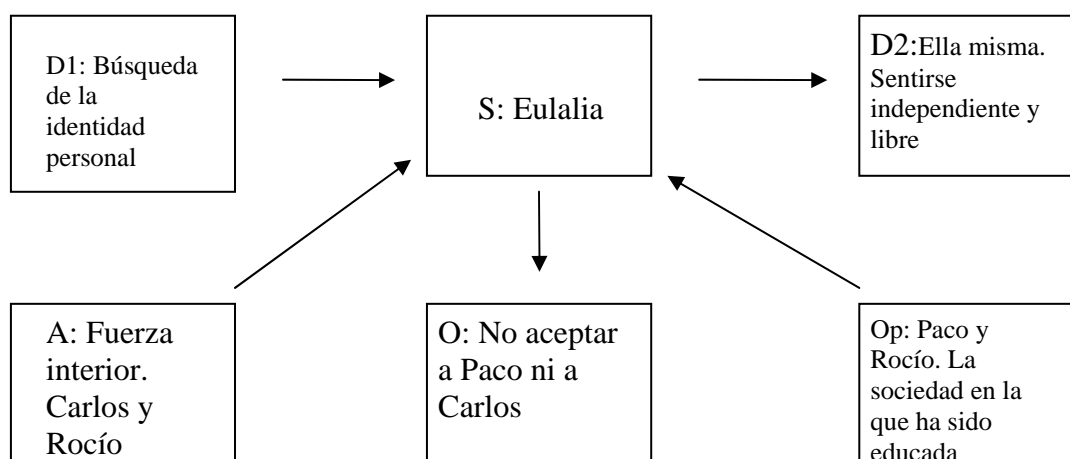 D1: Búsqueda
de la
identidad
personal
S: Eulalia
D2:Ella misma.
Sentirse
independiente y
libre
A: Fuerza
interior.
Carlos y
Rocío
O: No aceptar
a Paco ni a
Carlos
Op: Paco y
Rocío. La
sociedad en la
que ha sido
educada